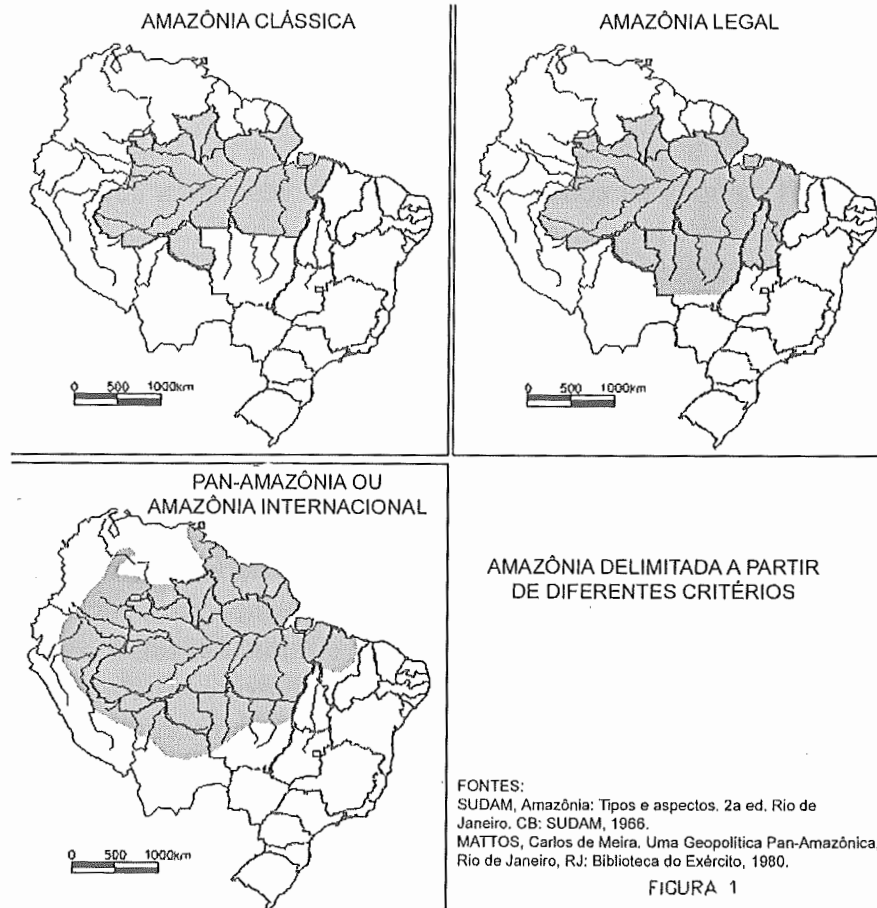 AMAZÔNIA CLÁSSICA
0 500 1000km
AMAZÔNIA LEGAL
0 500 1000km
PAN-AMAZÔNIA OU
AMAZÔNIA INTERNACIONAL
0 500 1000km
AMAZÔNIA DELIMITADA A PARTIR
DE DIFERENTES CRITÉRIOS
FONTES:
SUDAM, Amazônia: Tipos e aspectos. 2a ed. Rio de
Janeiro. CB: SUDAM, 1966.
MATTOS, Carlos de Meira. Uma Geopolítica Pan-Amazônica.
Rio de Janeiro, RJ: Biblioteca do Exército, 1980.
FIGURA 1